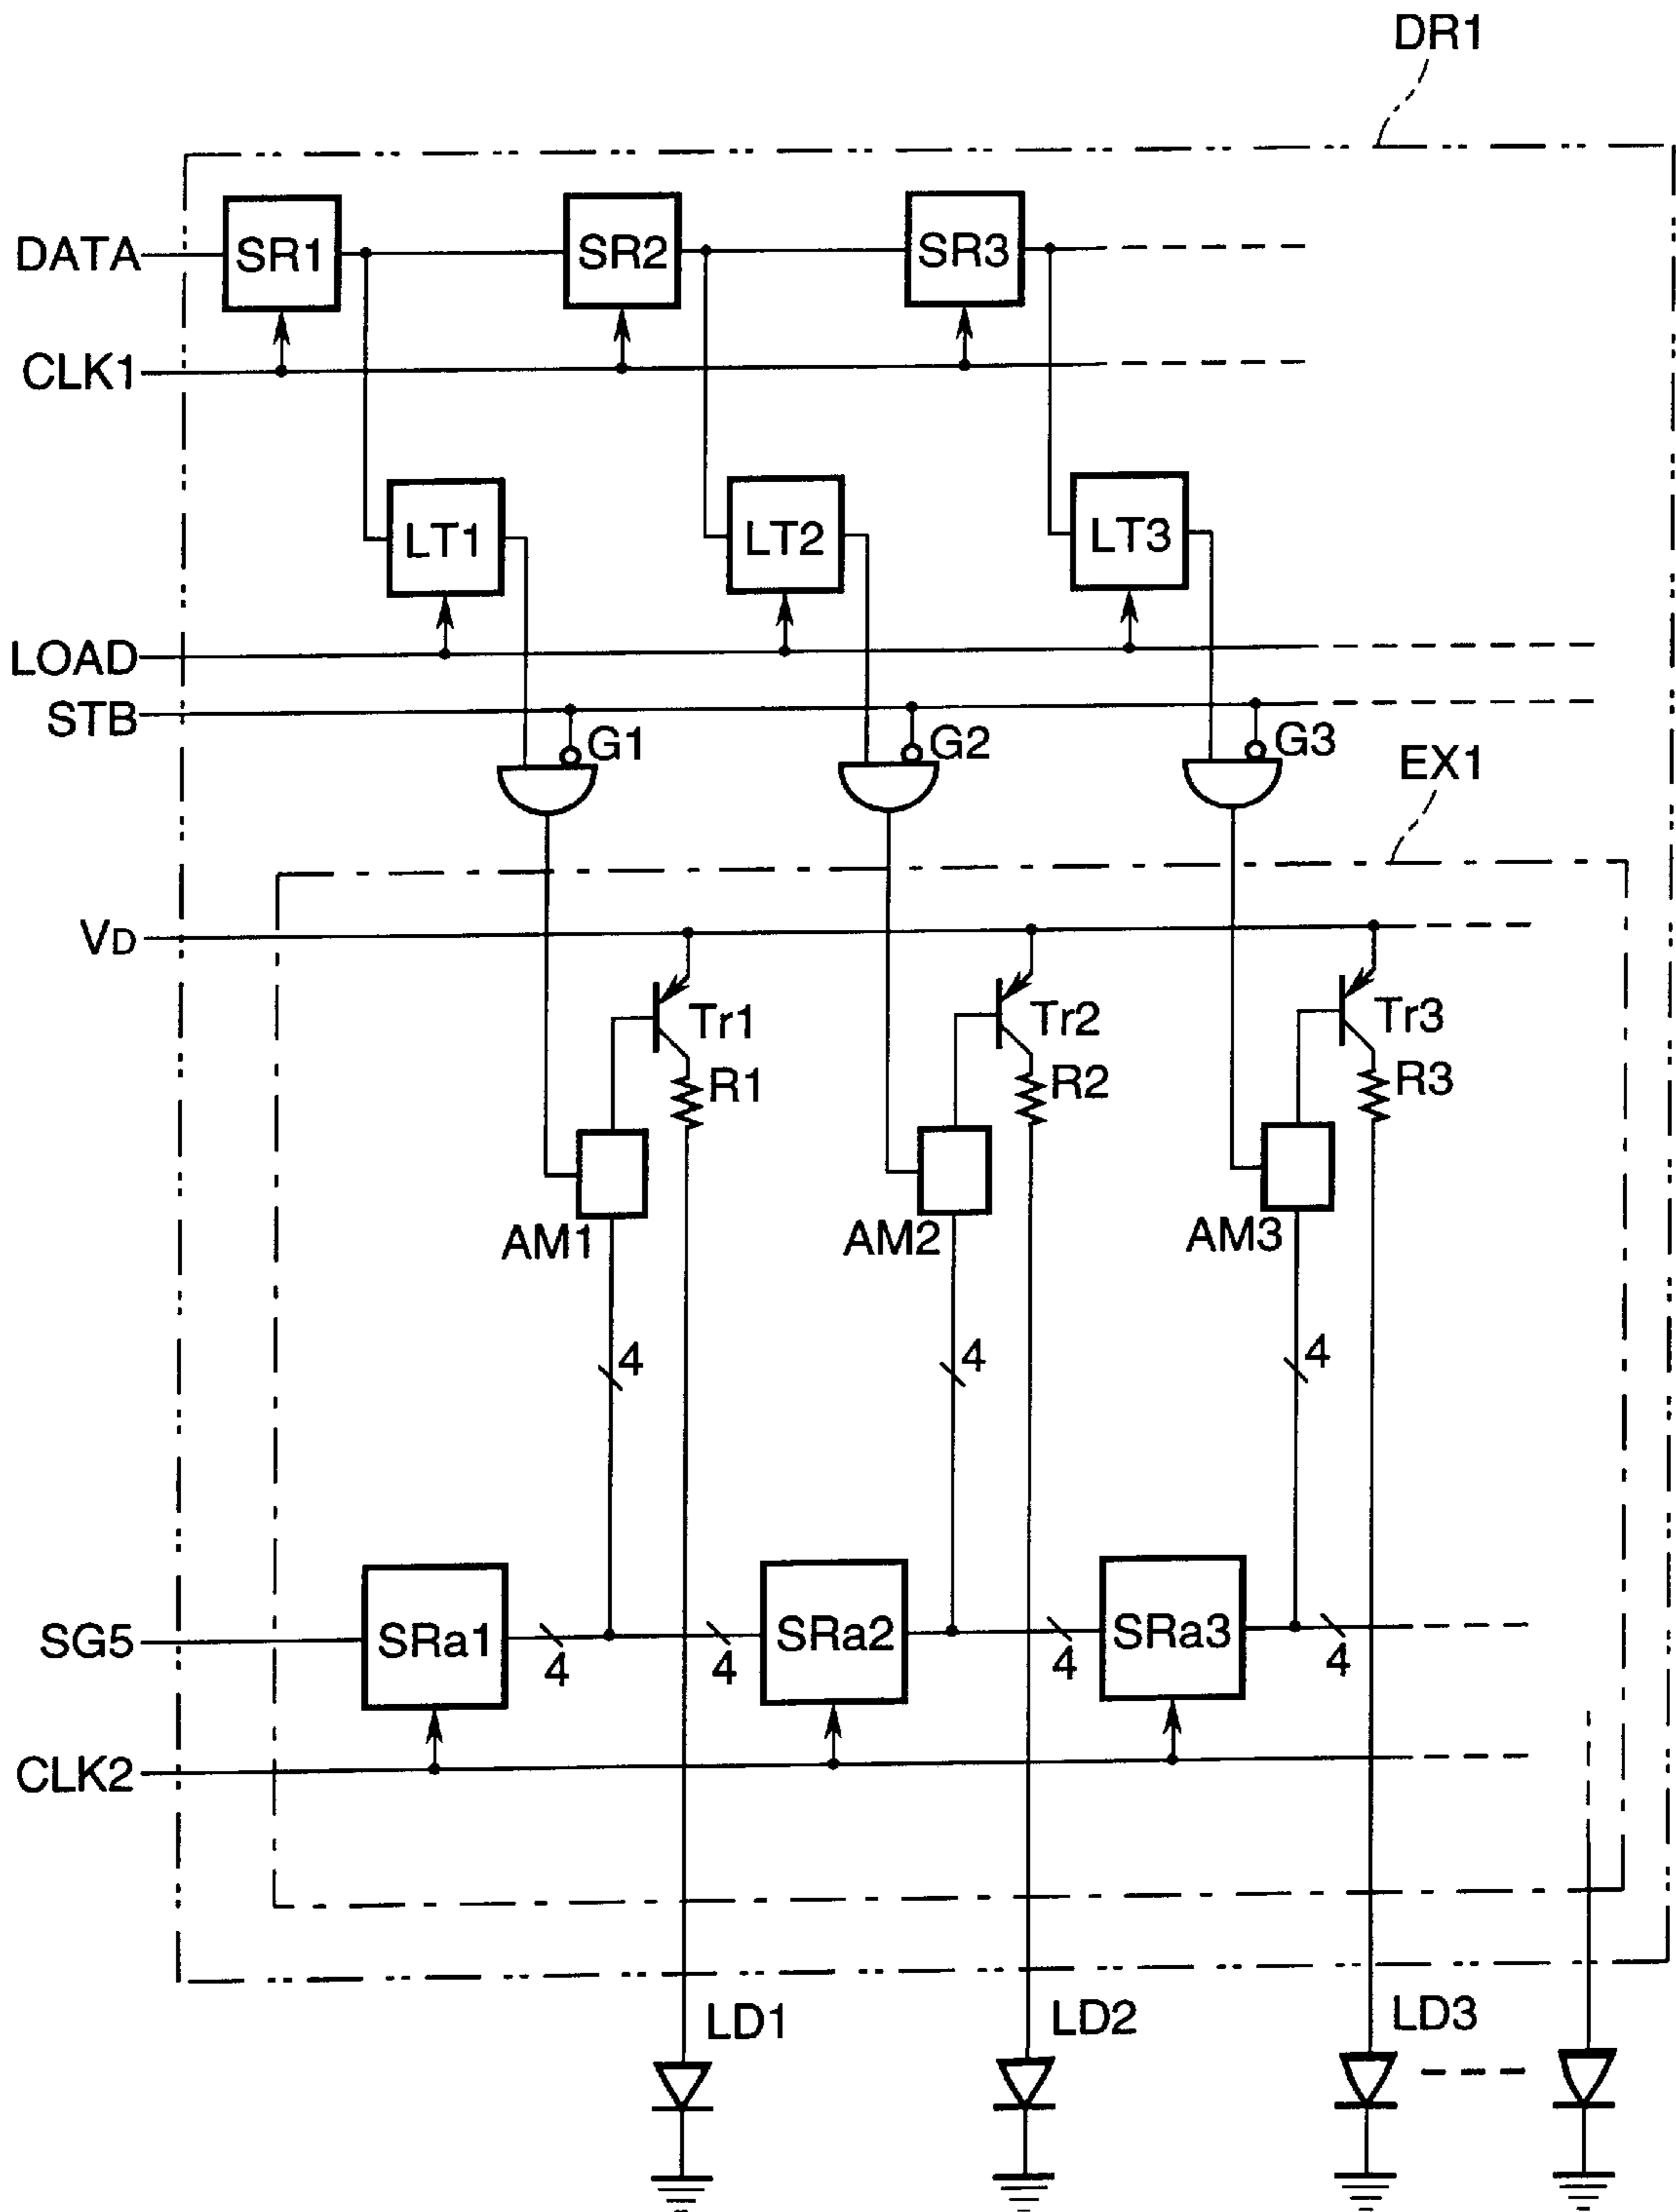 DR1
DATA
SR1
SR2
SR3
CLK1
LT1
LT2
LT3
LOAD
STB
G1
G2
G3
EX1
VD
Tr1
Tr2
Tr3
R1
R2
R3
AM1
AM2
AM3
4
4
4
SG5
SRa1
4
4
SRa2
4
SRa3
4
CLK2
LD1
LD2
LD3